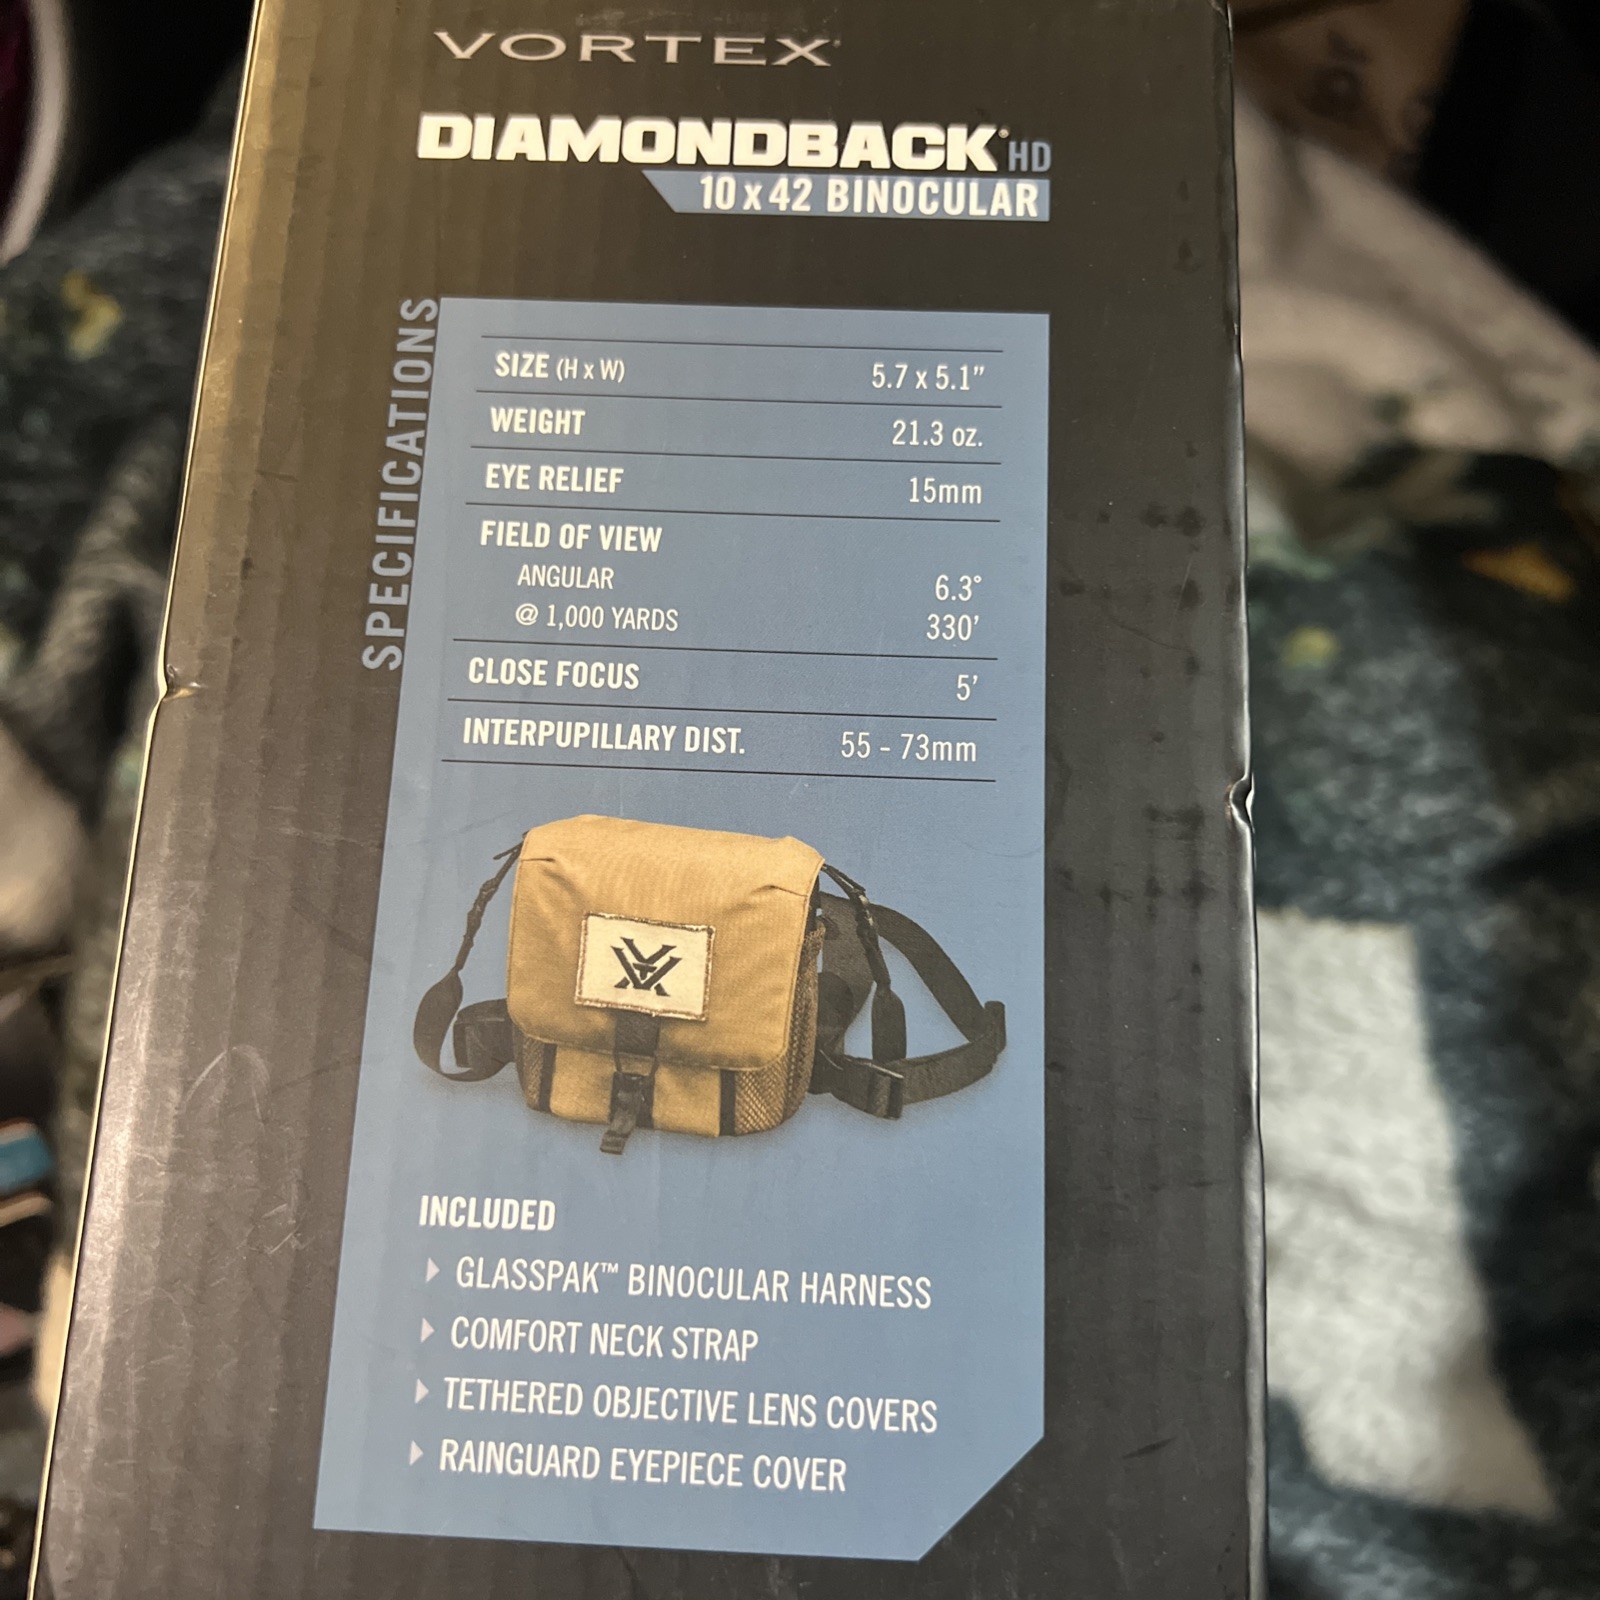 VORTEX
DIAMONDBACK HD
10 x 42 BINOCULAR
SPECIFICATIONS
SIZE (H x W) 5.7 x 5.1"
WEIGHT 21.3 oz.
EYE RELIEF 15mm
FIELD OF VIEW
ANGULAR 6.3°
@ 1,000 YARDS 330'
CLOSE FOCUS 5'
INTERPUPILLARY DIST. 55 - 73mm
INCLUDED
GLASSPAK™ BINOCULAR HARNESS
COMFORT NECK STRAP
TETHERED OBJECTIVE LENS COVERS
RAINGUARD EYEPIECE COVER